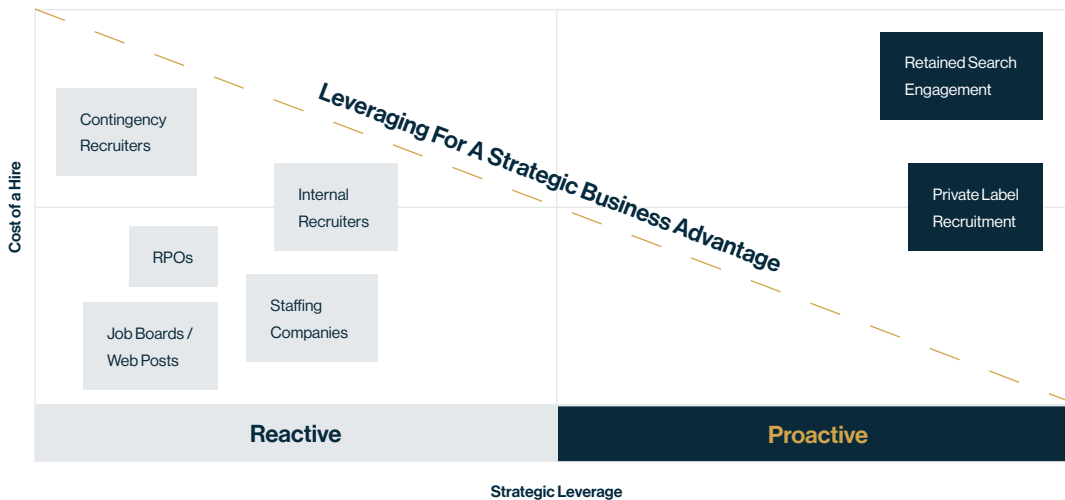 Cost of a Hire
Leveraging For A Strategic Business Advantage
Contingency
Recruiters
Internal
Recruiters
RPOs
Staffing
Companies
Job Boards /
Web Posts
Retained Search
Engagement
Private Label
Recruitment
Reactive
Proactive
Strategic Leverage